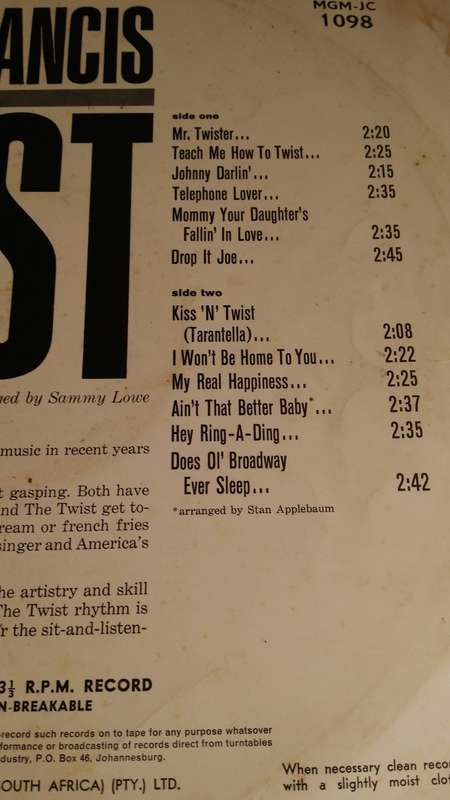 MGM-JC
1098
ANCIS
ST
side one
Mr. Twister... 2:20
Teach Me How To Twist... 2:25
Johnny Darlin'... 2:15
Telephone Lover... 2:35
Mommy Your Daughter's
Fallin' In Love... 2:35
Drop It Joe... 2:45
side two
Kiss 'N' Twist
(Tarantella)... 2:08
I Won't Be Home To You... 2:22
My Real Happiness... 2:25
Ain't That Better Baby*... 2:37
Hey Ring-A-Ding... 2:35
Does Ol' Broadway
Ever Sleep... 2:42
*arranged by Stan Applebaum
ged by Sammy Lowe
music in recent years
t gasping. Both have
nd The Twist get to-
ream or french fries
singer and America's
he artistry and skill
The Twist rhythm is
r the sit-and-listen-
3⅓ R.P.M. RECORD
N-BREAKABLE
-record such records on to tape for any purpose whatsoever
formance or broadcasting of records direct from turntables
dustry, P.O. Box 46, Johannesburg.
OUTH AFRICA) (PTY.) LTD.
When necessary clean reco
with a slightly moist clot